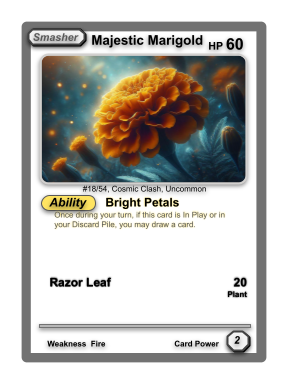 Smasher Majestic Marigold HP 60
#18/54, Cosmic Clash, Uncommon
Ability Bright Petals
Once during your turn, if this card is In Play or in
your Discard Pile, you may draw a card.
Razor Leaf 20
Plant
Weakness Fire Card Power 2